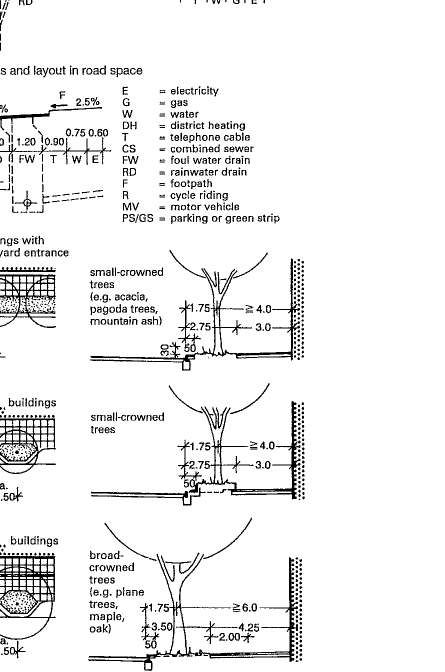 RD
s and layout in road space
F
2.5%
%
0.75 0.60
1.20 0.90
FW T W E
E = electricity
G = gas
W = water
DH = district heating
T = telephone cable
CS = combined sewer
FW = foul water drain
RD = rainwater drain
F = footpath
R = cycle riding
MV = motor vehicle
PS/GS = parking or green strip
ngs with
yard entrance
small-crowned
trees
(e.g. acacia,
pagoda trees,
mountain ash)
1.75 ≧4.0
2.75 3.0
30 50
buildings
small-crowned
trees
1.75 ≧4.0
2.75 3.0
50
a.
.50
buildings
broad-
crowned
trees
(e.g. plane
trees,
maple,
oak)
1.75 ≧6.0
3.50 4.25
2.00
50
a.
.50